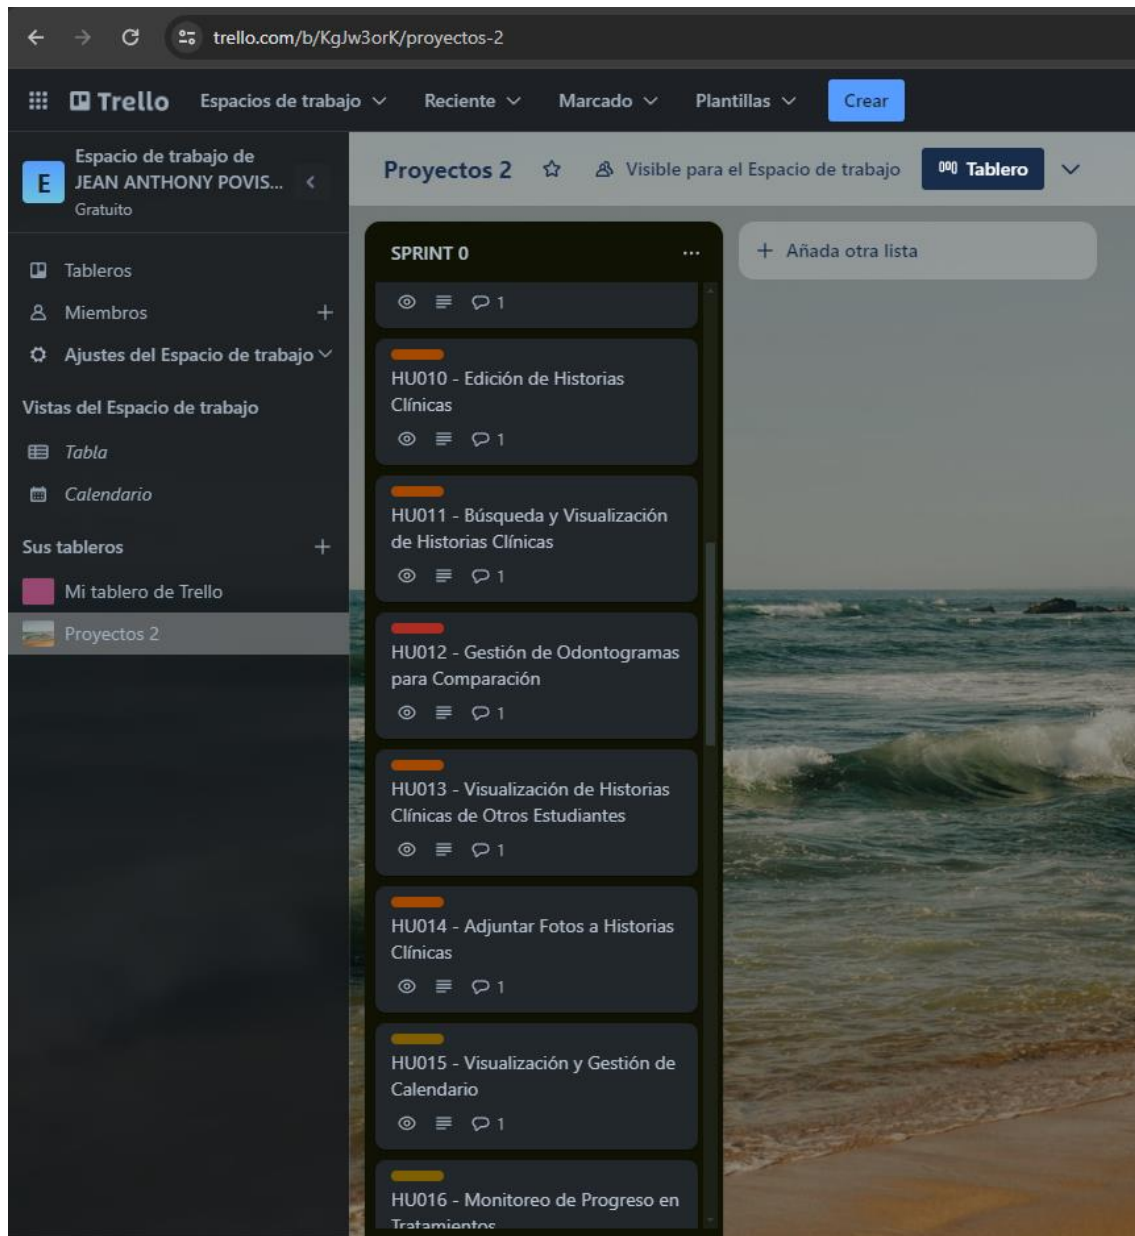 trello.com/b/KgJw3orK/proyectos-2
Trello Espacios de trabajo Reciente Marcado Plantillas Crear
E
Espacio de trabajo de
JEAN ANTHONY POVIS...
Gratuito
Tableros
Miembros
Ajustes del Espacio de trabajo
Vistas del Espacio de trabajo
Tabla
Calendario
Sus tableros
Mi tablero de Trello
Proyectos 2
Proyectos 2 Visible para el Espacio de trabajo Tablero
SPRINT 0
1
HU010 - Edición de Historias
Clínicas
1
HU011 - Búsqueda y Visualización
de Historias Clínicas
1
HU012 - Gestión de Odontogramas
para Comparación
1
HU013 - Visualización de Historias
Clínicas de Otros Estudiantes
1
HU014 - Adjuntar Fotos a Historias
Clínicas
1
HU015 - Visualización y Gestión de
Calendario
1
HU016 - Monitoreo de Progreso en
Tratamientos
+ Añada otra lista